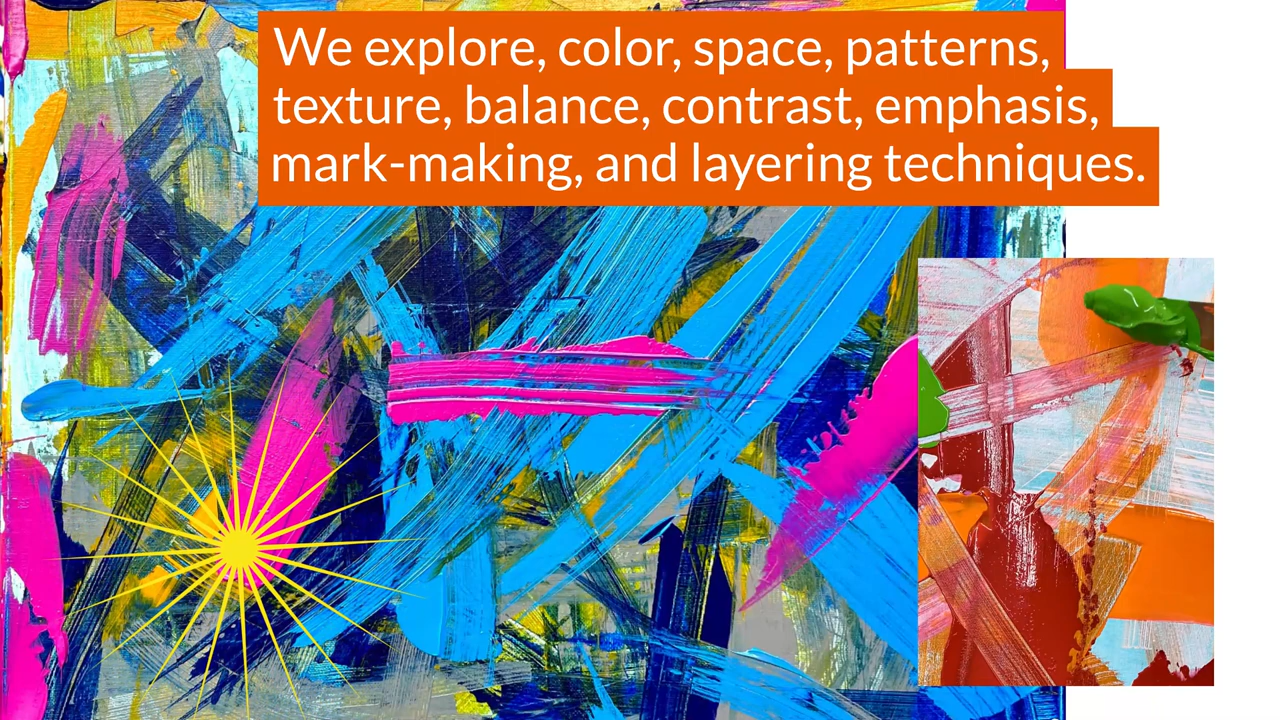 We explore, color, space, patterns,
texture, balance, contrast, emphasis,
mark-making, and layering techniques.